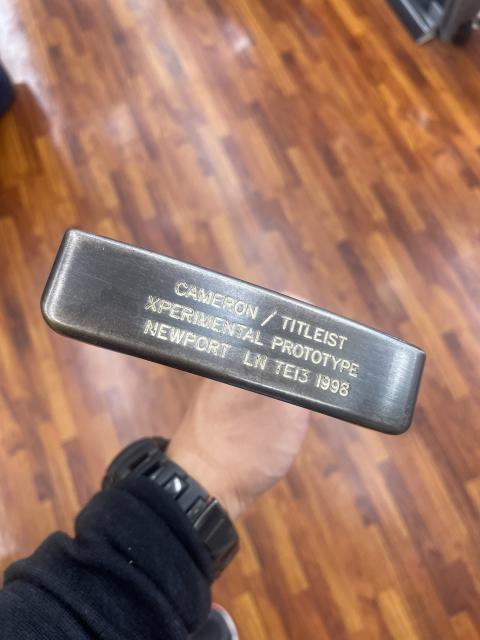 CAMERON / TITLEIST
XPERIMENTAL PROTOTYPE
NEWPORT LN TEI3 1998